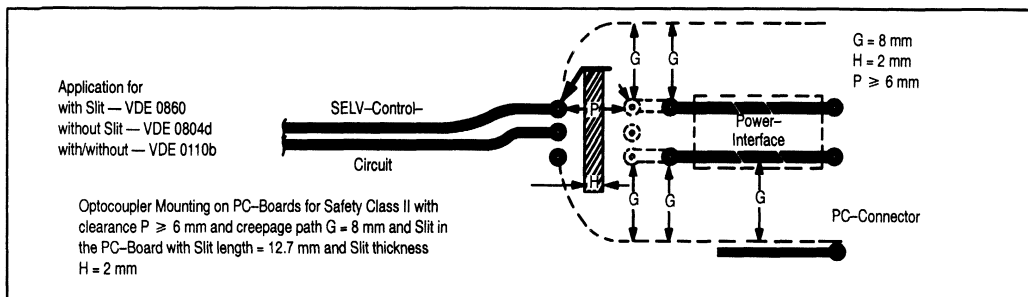 Application for
with Slit — VDE 0860
without Slit — VDE 0804d
with/without — VDE 0110b
SELV–Control–
Circuit
P
H
G
G
G
G
G
G = 8 mm
H = 2 mm
P ≥ 6 mm
Power–
Interface
PC–Connector
Optocoupler Mounting on PC–Boards for Safety Class II with
clearance P ≥ 6 mm and creepage path G = 8 mm and Slit in
the PC–Board with Slit length = 12.7 mm and Slit thickness
H = 2 mm